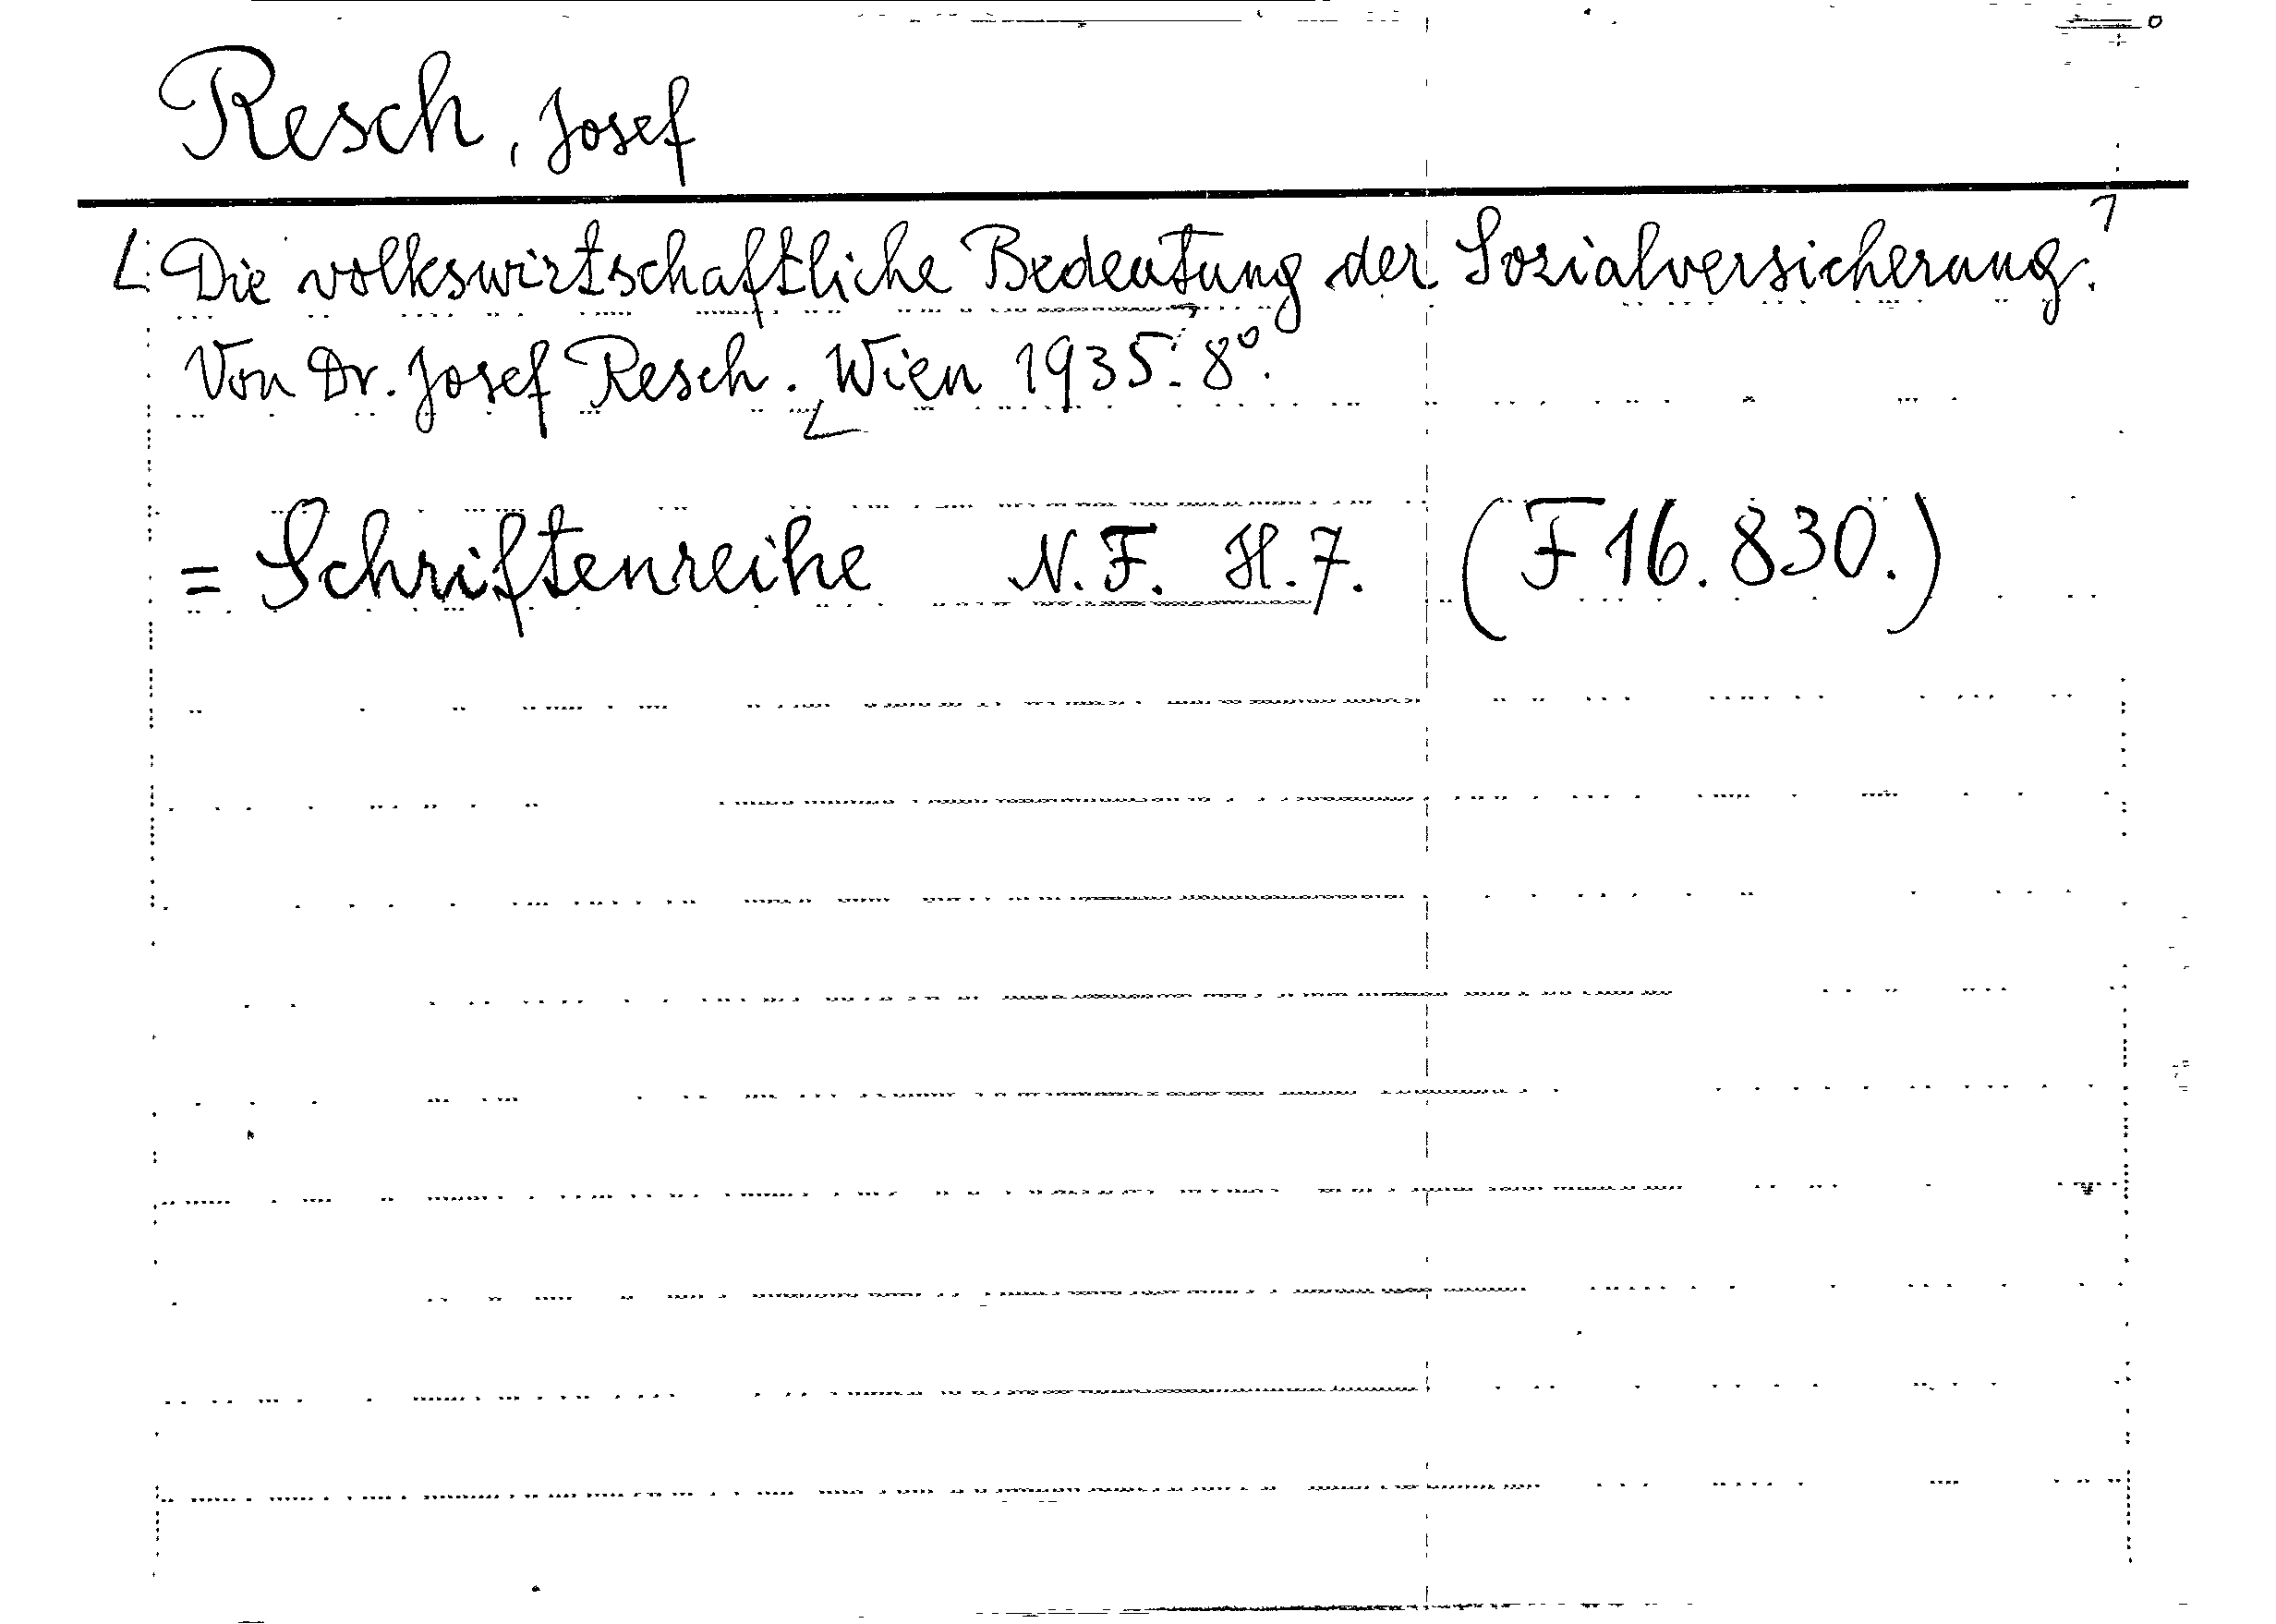 Resch, Josef
[: Die volkswirtschaftliche Bedeutung der Sozialversicherung.]
Von Dr. Josef Resch. [Wien 1935.] 8°.
= Schriftenreihe N.F. H.7. (F 16.830.)